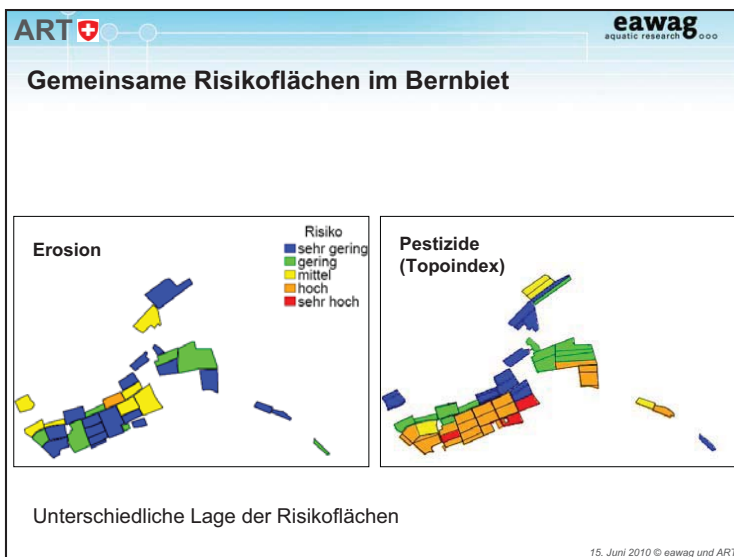 ART
eawag
aquatic research ooo
Gemeinsame Risikoflächen im Bernbiet
Erosion
Risiko
sehr gering
gering
mittel
hoch
sehr hoch
Pestizide
(Topoindex)
Unterschiedliche Lage der Risikoflächen
15. Juni 2010 © eawag und ART